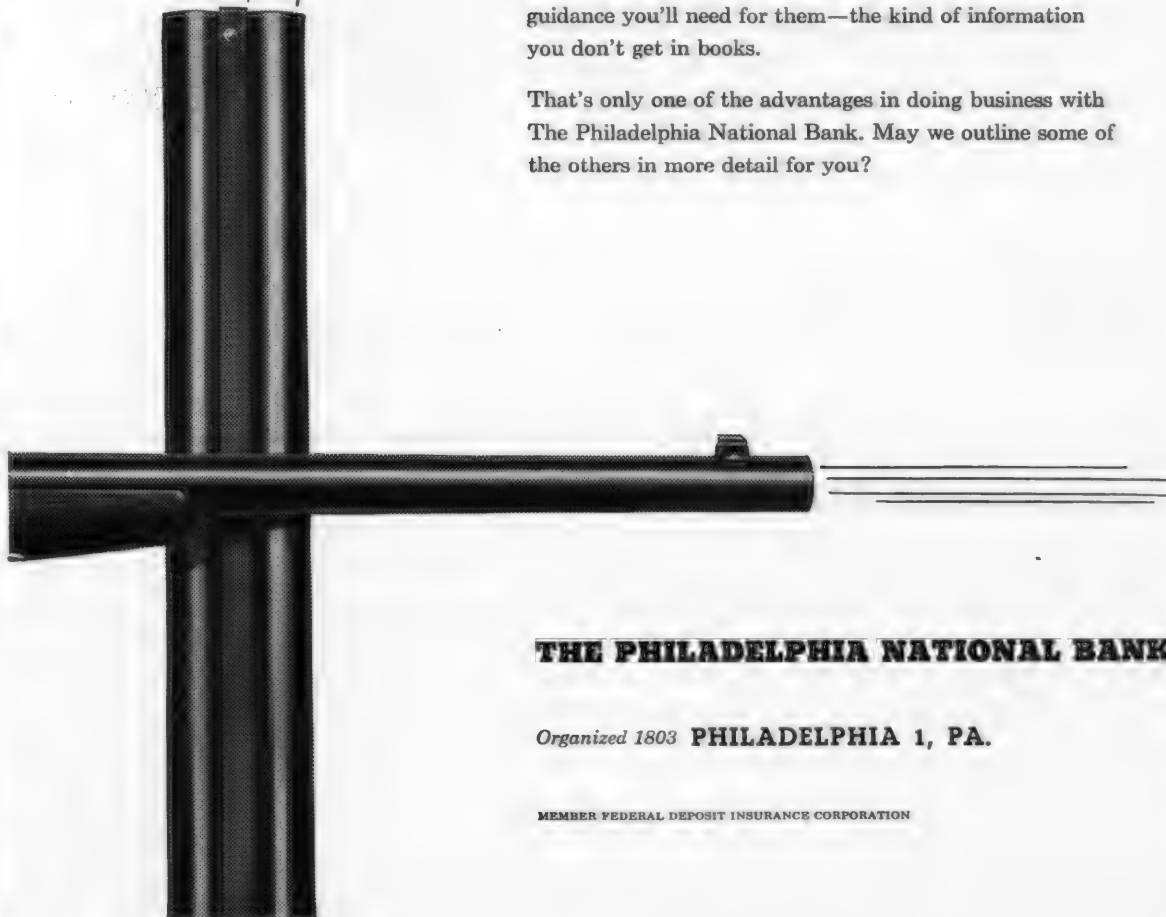 guidance you'll need for them—the kind of information
you don't get in books.
That's only one of the advantages in doing business with
The Philadelphia National Bank. May we outline some of
the others in more detail for you?
THE PHILADELPHIA NATIONAL BANK
Organized 1803 PHILADELPHIA 1, PA.
MEMBER FEDERAL DEPOSIT INSURANCE CORPORATION